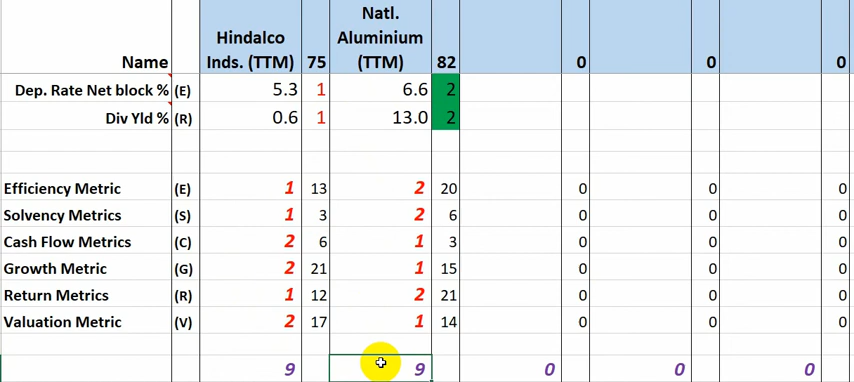 Natl.
Hindalco Aluminium
Name Inds. (TTM) 75 (TTM) 82 0 0 0
Dep. Rate Net block % (E) 5.3 1 6.6 2
Div Yld % (R) 0.6 1 13.0 2
Efficiency Metric (E) 1 13 2 20 0 0 0
Solvency Metrics (S) 1 3 2 6 0 0 0
Cash Flow Metrics (C) 2 6 1 3 0 0 0
Growth Metric (G) 2 21 1 15 0 0 0
Return Metrics (R) 1 12 2 21 0 0 0
Valuation Metric (V) 2 17 1 14 0 0 0
9 9 0 0 0